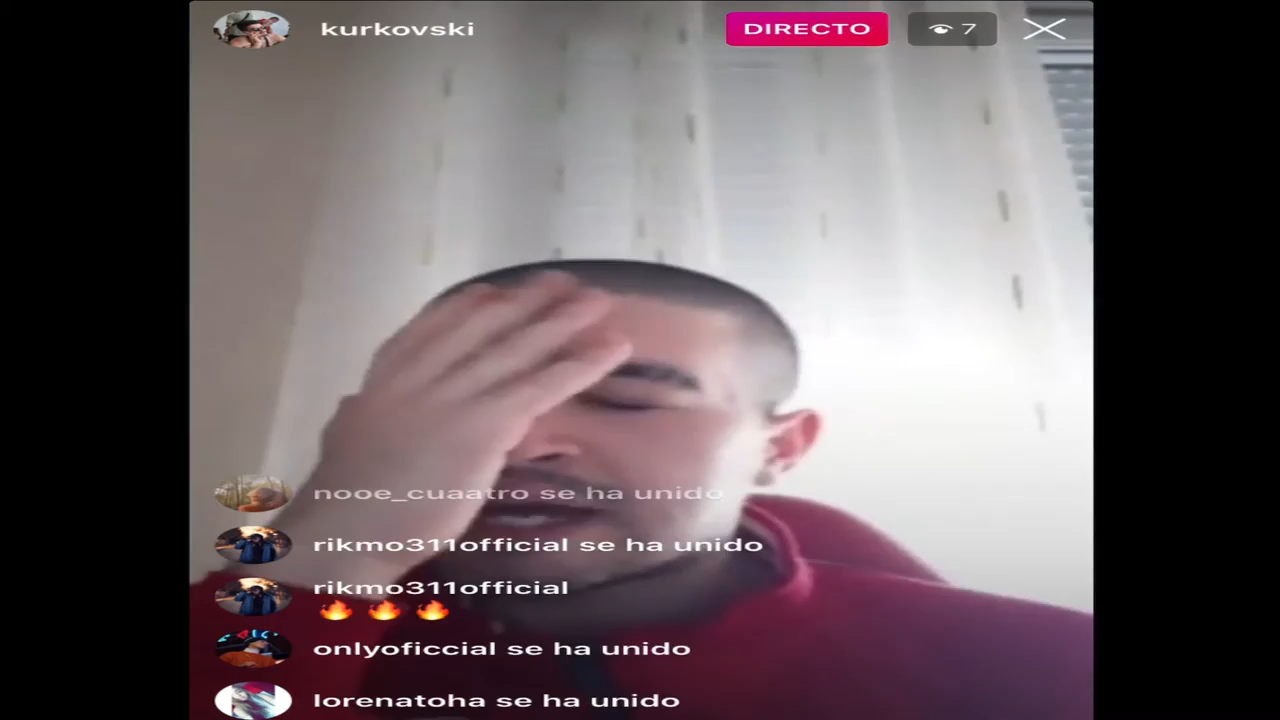 kurkovski
DIRECTO
7
nooe_cuaatro se ha unido
rikmo311official se ha unido
rikmo311official
🔥 🔥 🔥
onlyoficcial se ha unido
lorenatoha se ha unido